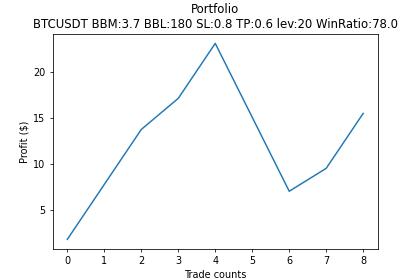 Portfolio
BTCUSDT BBM:3.7 BBL:180 SL:0.8 TP:0.6 lev:20 WinRatio:78.0
20
15
10
5
Profit ($)
0 1 2 3 4 5 6 7 8
Trade counts